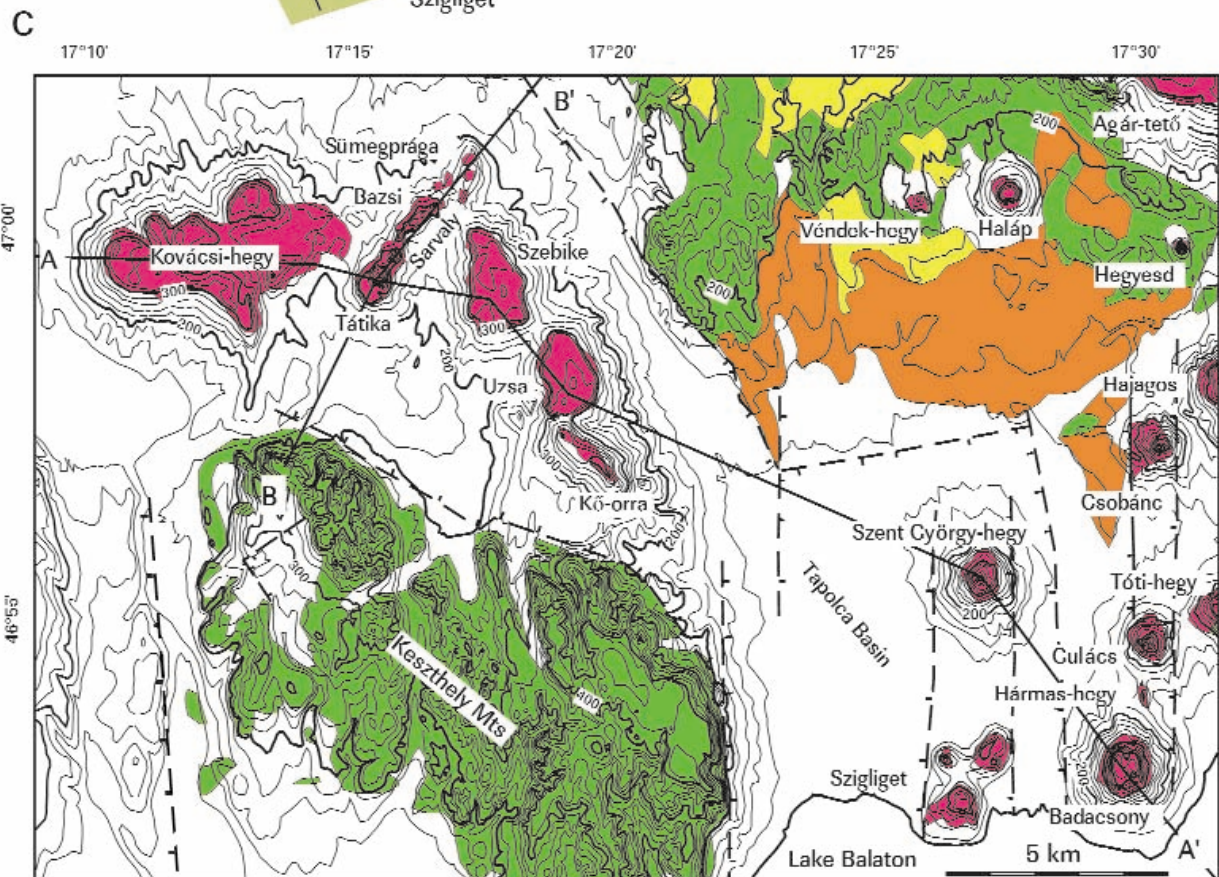 Szigliget
C
17°10'
17°15'
17°20'
17°25'
17°30'
B'
200
Agár-tető
Sümegprága
47°00'
Bazsi
Sarvaly
Véndek-hegy
Haláp
A
Kovácsi-hegy
Szebike
Hegyesd
300
200
200
300
Tátika
200
Uzsa
Hajagos
300
B
Kő-orra
Csobánc
200
Szent György-hegy
300
46°55'
Tapolca Basin
Tóti-hegy
200
Gulács
Keszthely Mts
400
Hármas-hegy
200
Szigliget
Badacsony
Lake Balaton
5 km
A'